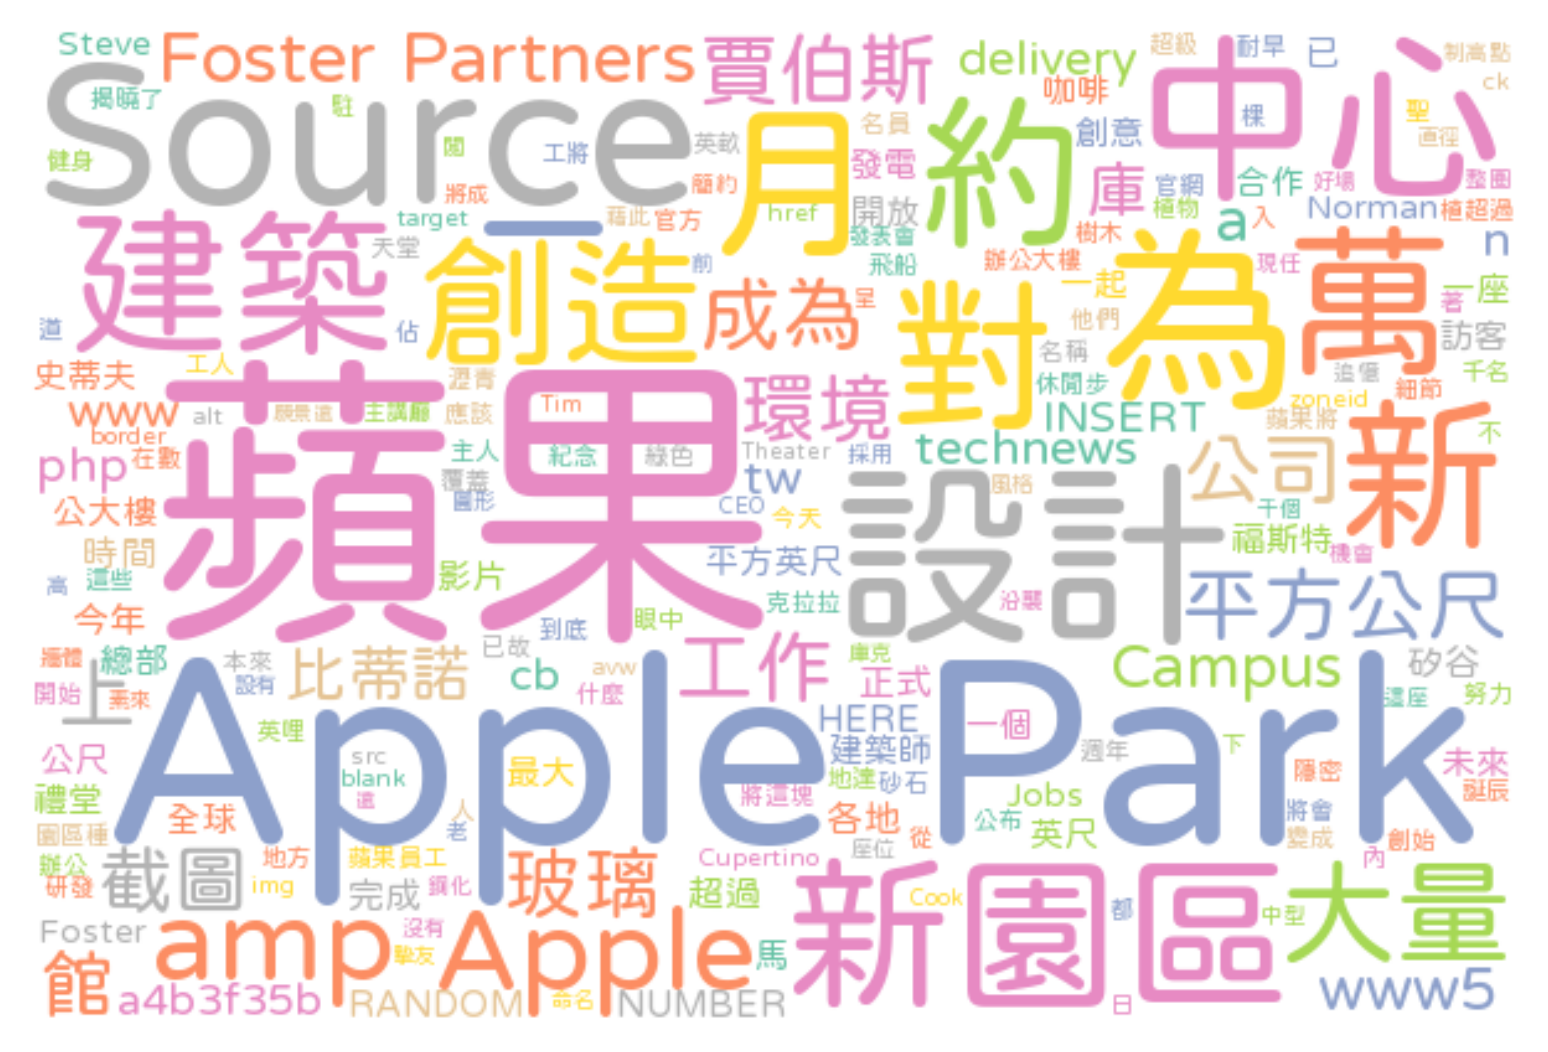 Steve Foster Partners 賈伯斯 delivery 超級 耐旱 已 制高點
揭曉了 Source 駐 咖啡 中心 ck
健身 閱 工將 英畝 月 名員 約 創意 棵 聖 直徑
將成 簡約 發電 庫 官網 合作 好場 整圈
target 藉此 官方 href 開放 植物 a 入 Norman 植超過
建築 天堂 一 發表會 樹木 n
創造 前 飛船 辦公大樓 為 現任 萬 一座
道 佔 成為 呈 對 一起 著
他們 訪客
史蒂夫 工人 瀝青 環境 名稱 追憶 千名
www alt 願景遠 主講廳 應該 Tim 休閒步 zoneid 細節
border INSERT 蘋果將 新 不
php 在數 蘋果 主人 紀念 綠色 Theater 採用 technews 公司
覆蓋 tw 設計 風格
公大樓 圓形 CEO 今天 千個
時間 平方英尺 福斯特 機會
高 這些 影片 克拉拉 沿襲 平方公尺
今年 到底 眼中
牆體 總部 本來 比蒂諾 已故 工作 庫克 Campus 矽谷
開始 上 素來 設有 cb avw 什麼 正式 這座 努力
英哩 Apple Park HERE 一個
公尺 src 建築師 週年 下 未來
blank 最大 地達 砂石 隱密
禮堂 遠 將這塊 Jobs 誕辰
全球 人 各地 將會
園區種 老 從 公布 英尺 變成 創始
辦公 截圖 地方 蘋果員工 玻璃 Cupertino 座位 內
研發 img 完成 鋼化 超過 新園區 Cook 大量
Foster amp 沒有 Apple 都 中型
館 摯友 馬
a4b3f35b RANDOM 命名 NUMBER 日 www5